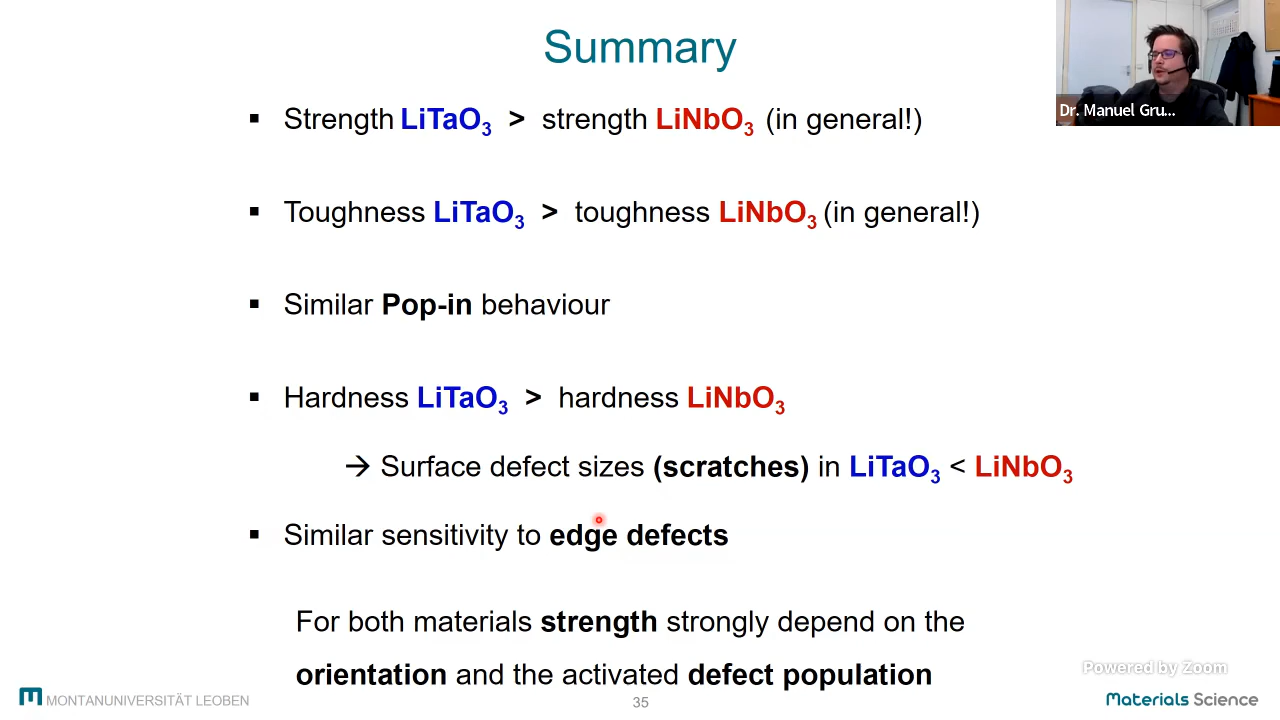 Summary
Dr. Manuel Gru...
▪ Strength LiTaO₃ > strength LiNbO₃ (in general!)
▪ Toughness LiTaO₃ > toughness LiNbO₃ (in general!)
▪ Similar Pop-in behaviour
▪ Hardness LiTaO₃ > hardness LiNbO₃
→ Surface defect sizes (scratches) in LiTaO₃ < LiNbO₃
▪ Similar sensitivity to edge defects
For both materials strength strongly depend on the
orientation and the activated defect population
Powered by Zoom
MONTANUNIVERSITÄT LEOBEN
35
Materials Science